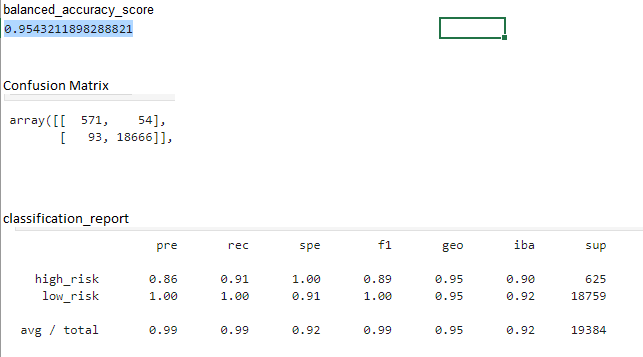 balanced_accuracy_score
0.9543211898288821
Confusion Matrix
array([[ 571, 54],
[ 93, 18666]],
classification_report
pre rec spe f1 geo iba sup
high_risk 0.86 0.91 1.00 0.89 0.95 0.90 625
low_risk 1.00 1.00 0.91 1.00 0.95 0.92 18759
avg / total 0.99 0.99 0.92 0.99 0.95 0.92 19384